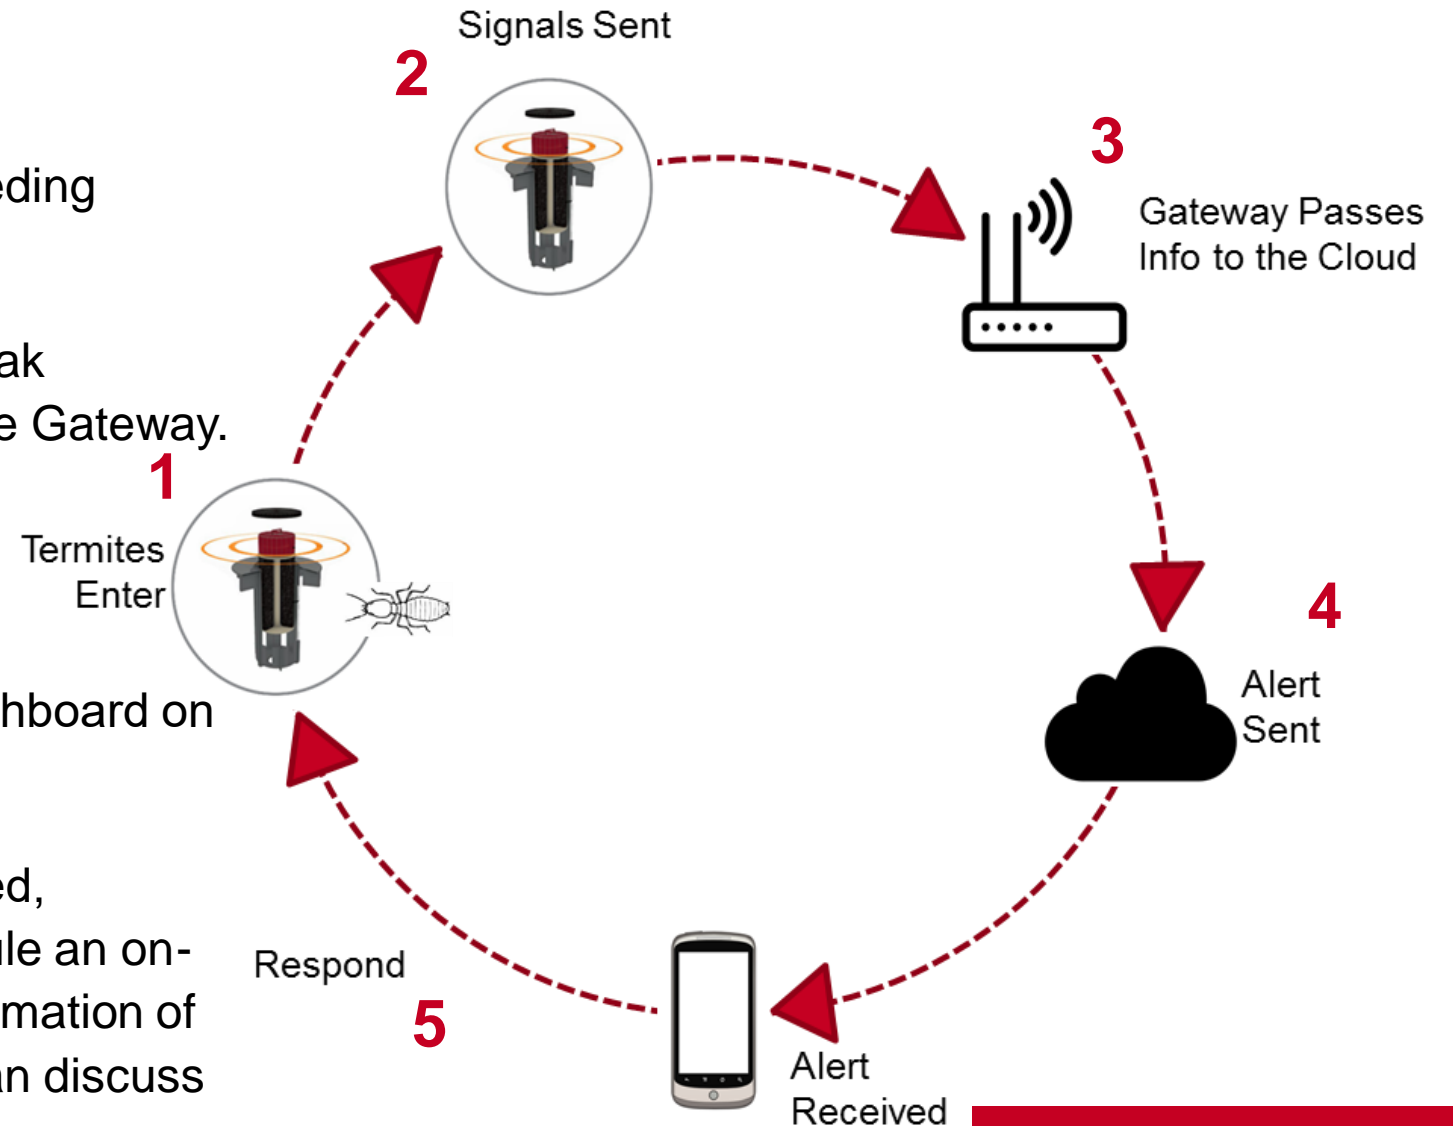 eding
ak
e Gateway.
hboard on
ed,
ule an on-
mation of
an discuss
1
Termites
Enter
2
Signals Sent
3
Gateway Passes
Info to the Cloud
4
Alert
Sent
Alert
Received
5
Respond